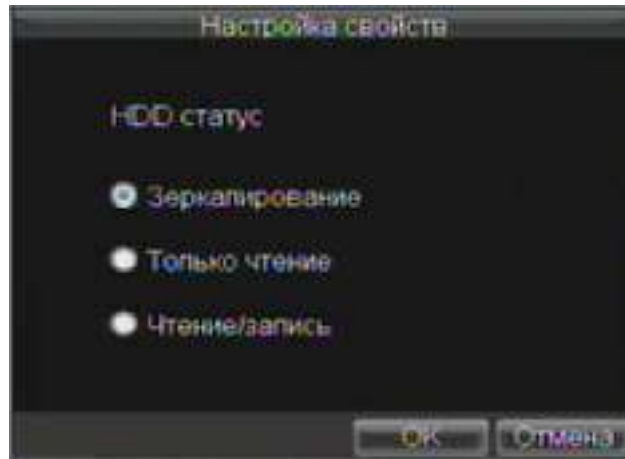 Настройка свойств
HDD статус
Зеркалирование
Только чтение
Чтение/запись
OK Отмена